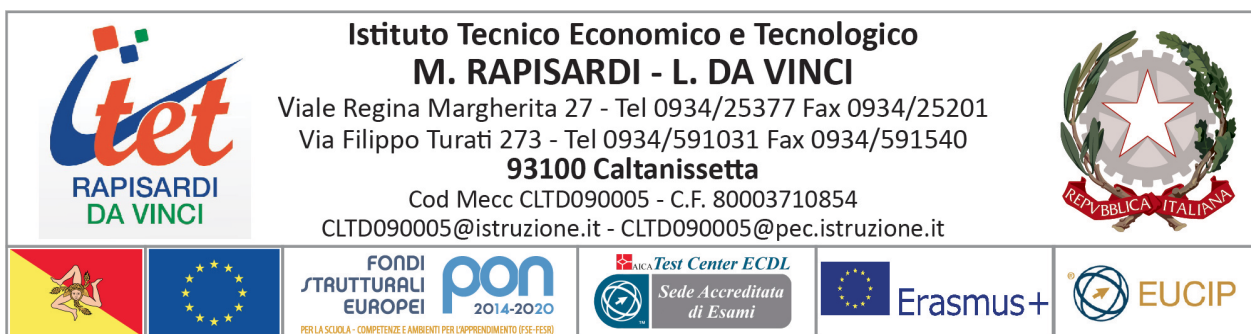 Istituto Tecnico Economico e Tecnologico
M. RAPISARDI - L. DA VINCI
Viale Regina Margherita 27 - Tel 0934/25377 Fax 0934/25201
Via Filippo Turati 273 - Tel 0934/591031 Fax 0934/591540
93100 Caltanissetta
Cod Mecc CLTD090005 - C.F. 80003710854
CLTD090005@istruzione.it - CLTD090005@pec.istruzione.it
itet
RAPISARDI
DA VINCI
REPVBBLICA ITALIANA
FONDI
STRUTTURALI
EUROPEI
pon
2014-2020
PER LA SCUOLA - COMPETENZE E AMBIENTI PER L'APPRENDIMENTO (FSE-FESR)
AICA Test Center ECDL
Sede Accreditata
di Esami
Erasmus+
® EUCIP